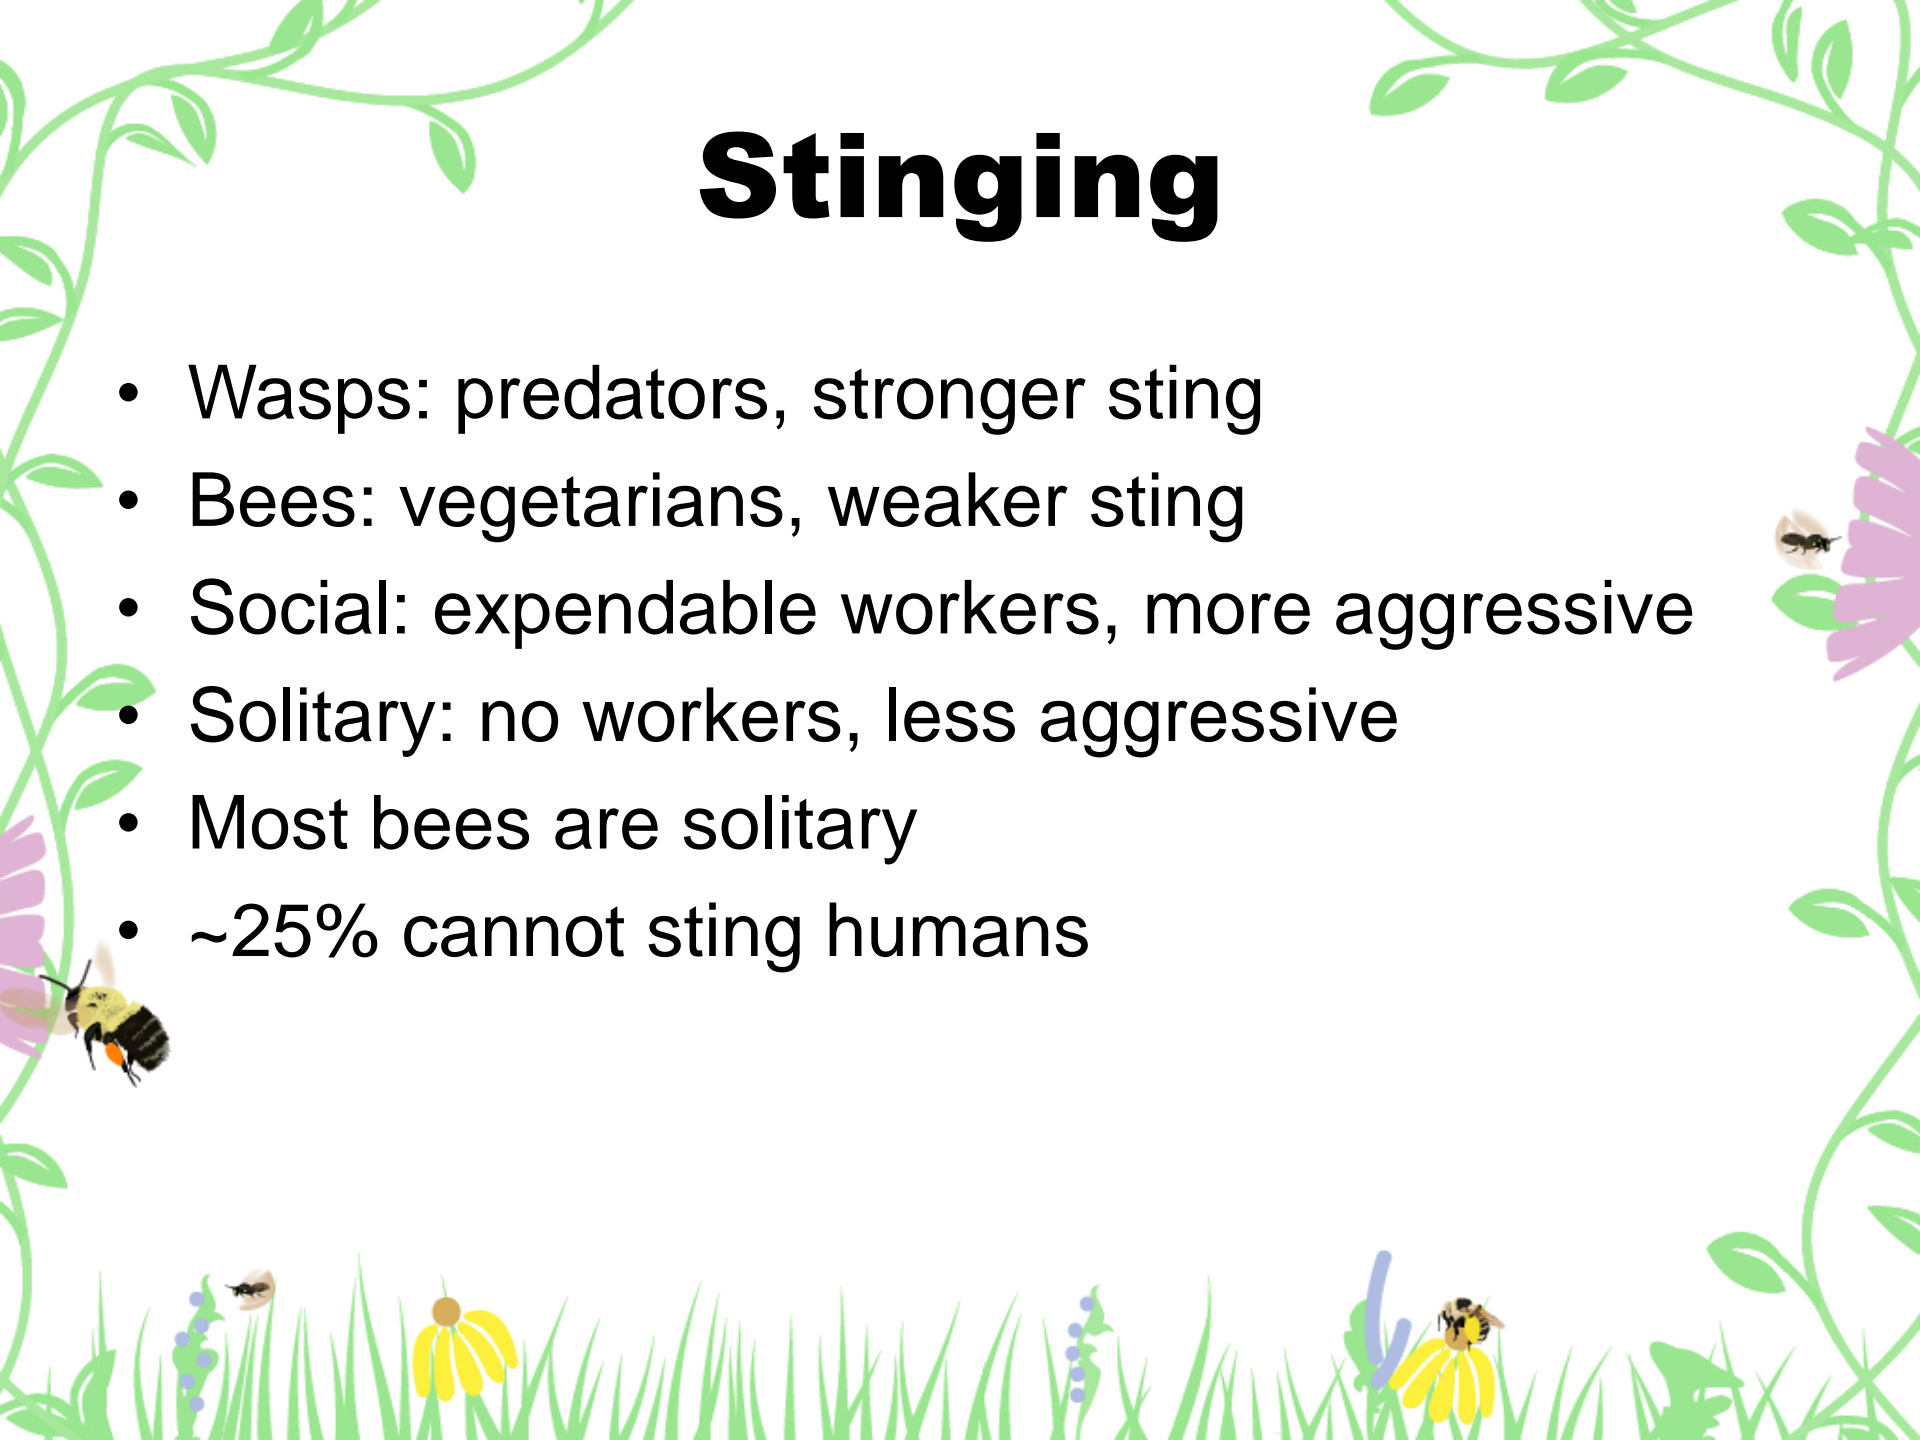 Stinging
• Wasps: predators, stronger sting
• Bees: vegetarians, weaker sting
• Social: expendable workers, more aggressive
• Solitary: no workers, less aggressive
• Most bees are solitary
• ~25% cannot sting humans